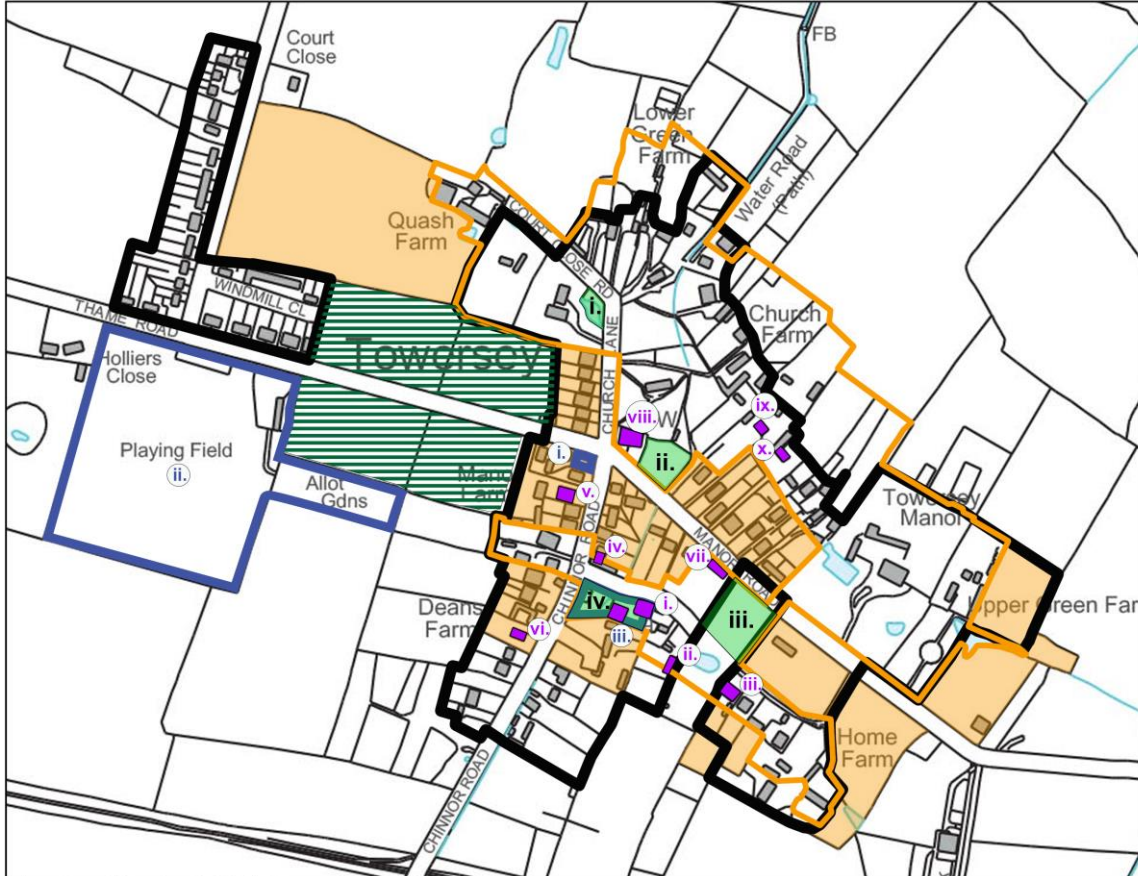 Court
Close
FB
Lower
Green
Farm
Water Road
(Path)
Quash
Farm
COURT CLOSE RD
i.
WINDMILL CL
THAME ROAD
Church
Farm
CHURCH LANE
Towersey
Holliers
Close
ix.
viii.
W
x.
Playing Field
ii.
i.
ii.
Allot
Gdns
Manor
Farm
v.
Towersey
Manor
MANOR ROAD
CHINNOR ROAD
iv.
vii.
Deans
Farm
iv.
i.
iii.
iii.
Upper Green Far
vi.
ii.
iii.
Home
Farm
CHINNOR ROAD